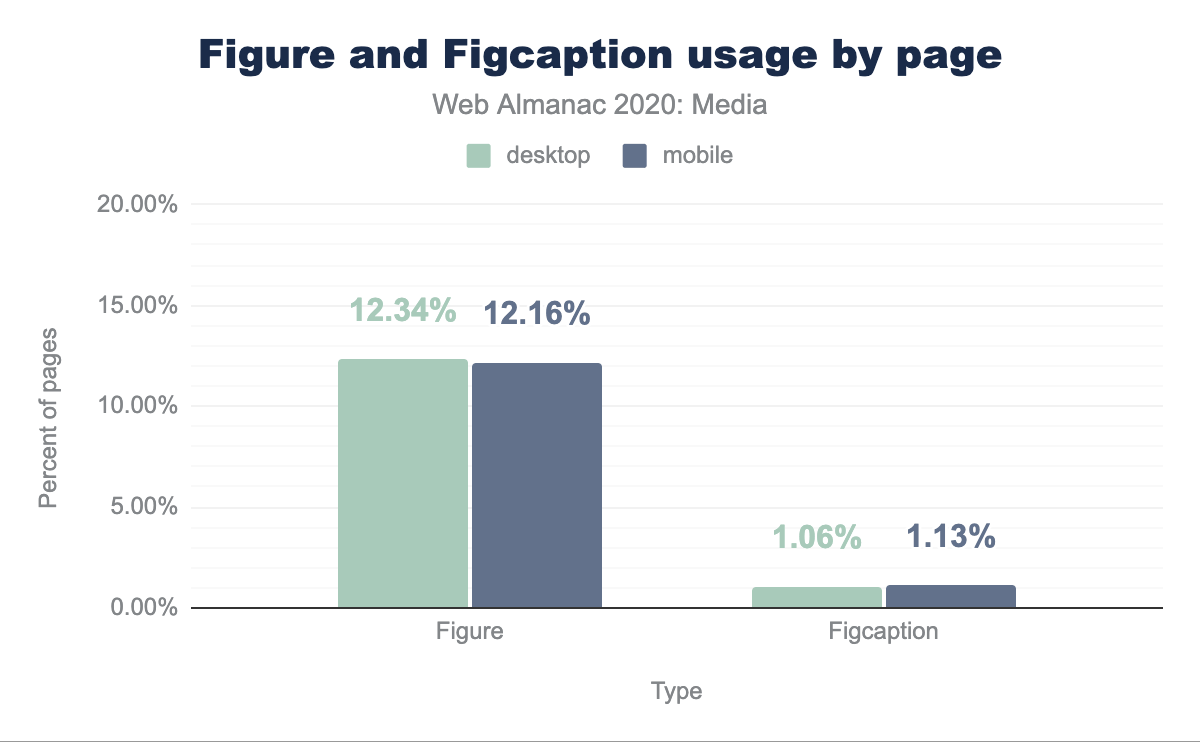 Figure and Figcaption usage by page
Web Almanac 2020: Media
desktop mobile
20.00%
15.00%
10.00%
5.00%
0.00%
Percent of pages
12.34% 12.16%
1.06% 1.13%
Figure Figcaption
Type